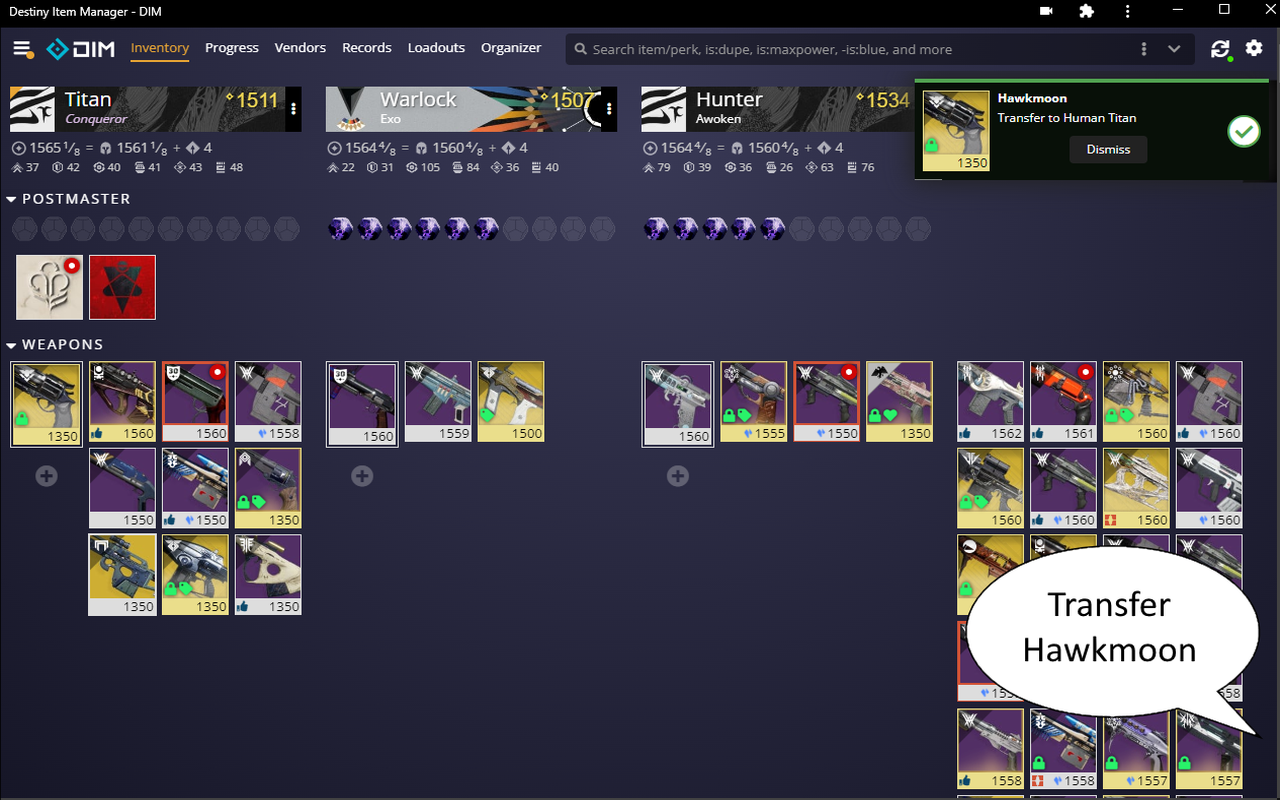 Destiny Item Manager - DIM
DIM Inventory Progress Vendors Records Loadouts Organizer Search item/perk, is:dupe, is:maxpower, -is:blue, and more
Titan 1511
Conqueror
Warlock 1507
Exo
Hunter 1534
Awoken
Hawkmoon
Transfer to Human Titan
Dismiss
1350
1565 1/8 = 1561 1/8 + 4
37 42 40 41 43 48
1564 4/8 = 1560 4/8 + 4
22 31 105 84 36 40
1564 4/8 = 1560 4/8 + 4
79 39 36 26 63 76
POSTMASTER
WEAPONS
1350 1560 1560 1558
1550 1550 1350
1350 1350 1350
30
30
1560 1559 1500
1560 1555 1550 1350
1562 1561 1560 1560
1560 1560 1560 1560
Transfer
Hawkmoon
1558 1558 1557 1557